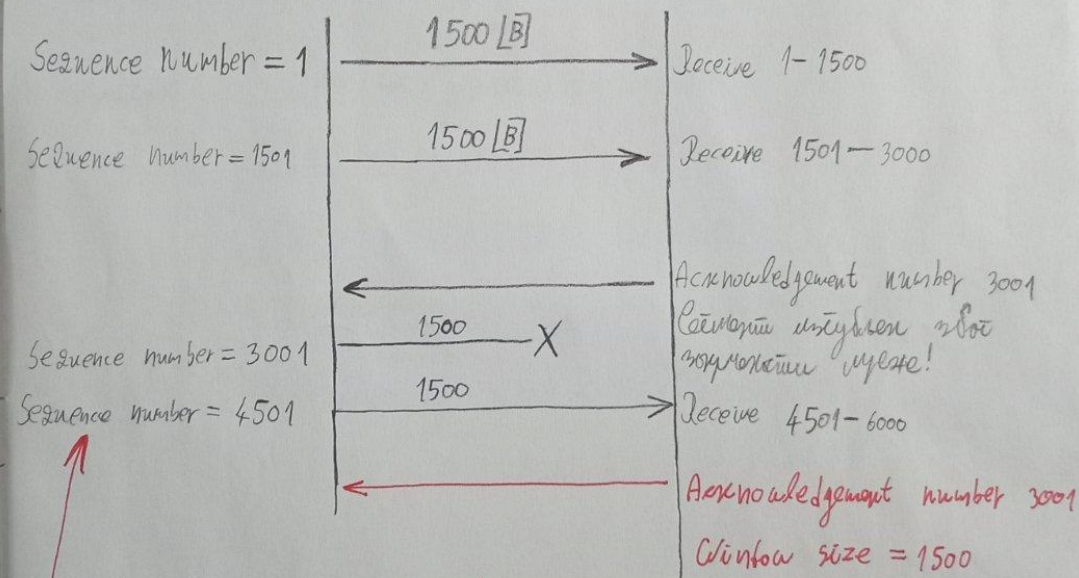 1500 [B]
Sequence number = 1
Receive 1-1500
1500 [B]
Sequence number = 1501
Receive 1501 - 3000
Acknowledgement number 3001
1500
Sequence number = 3001
X
1500
Sequence number = 4501
Receive 4501 - 6000
Acknowledgement number 3001
Window size = 1500